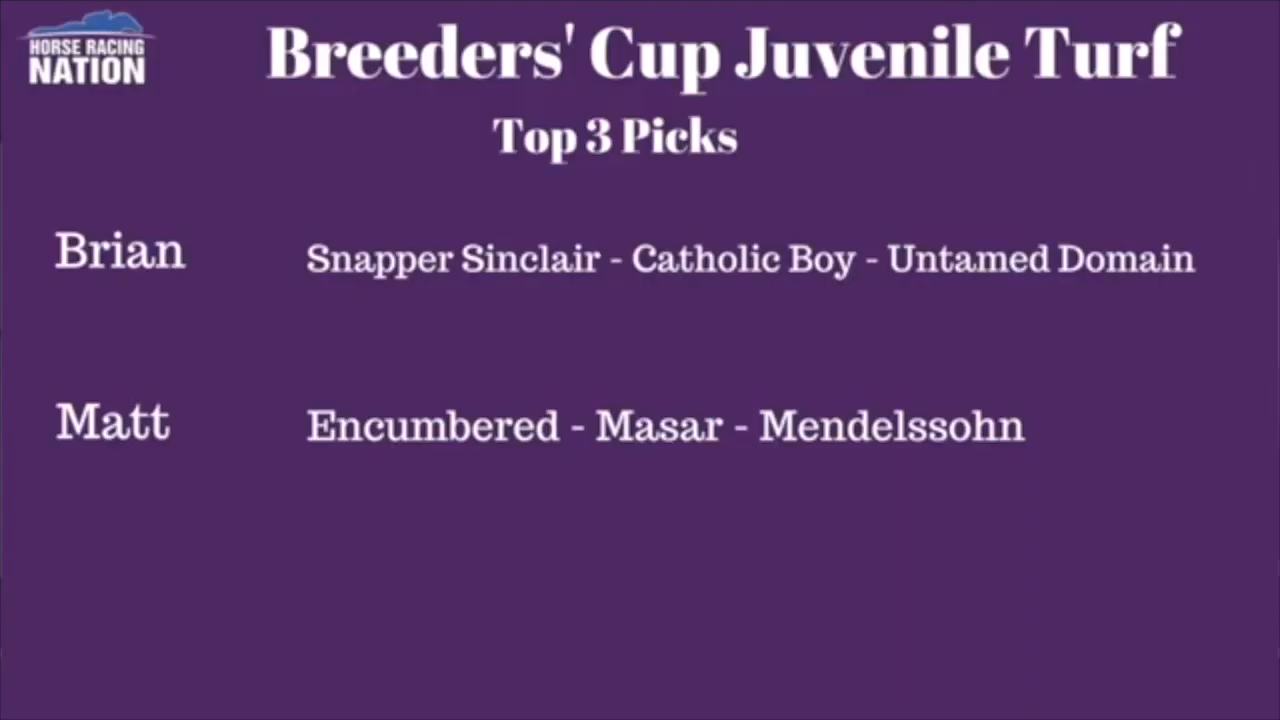 HORSE RACING
NATION
Breeders' Cup Juvenile Turf
Top 3 Picks
Brian Snapper Sinclair - Catholic Boy - Untamed Domain
Matt Encumbered - Masar - Mendelssohn